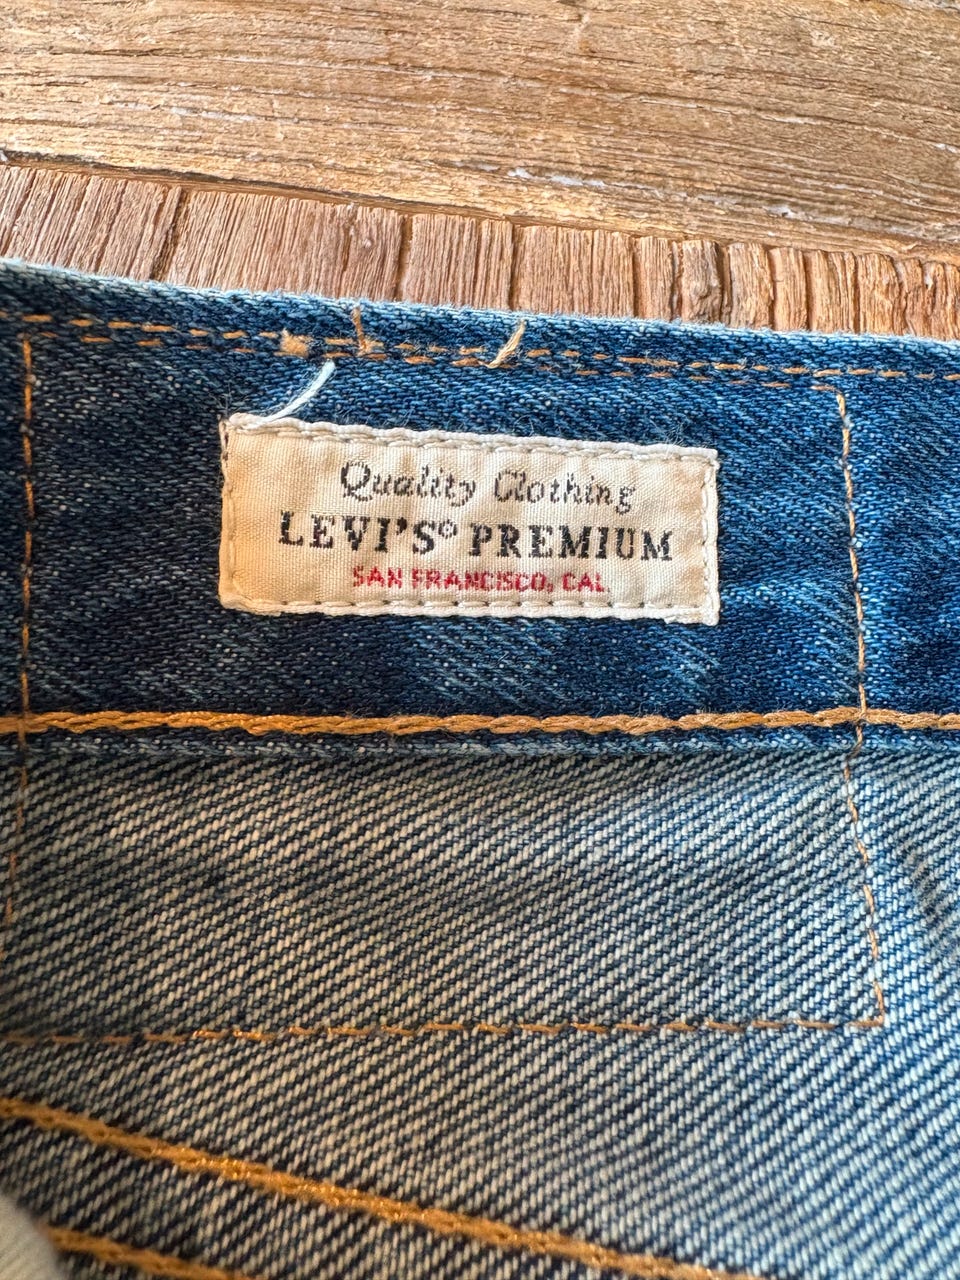 Quality Clothing
LEVI'S® PREMIUM
SAN FRANCISCO, CAL